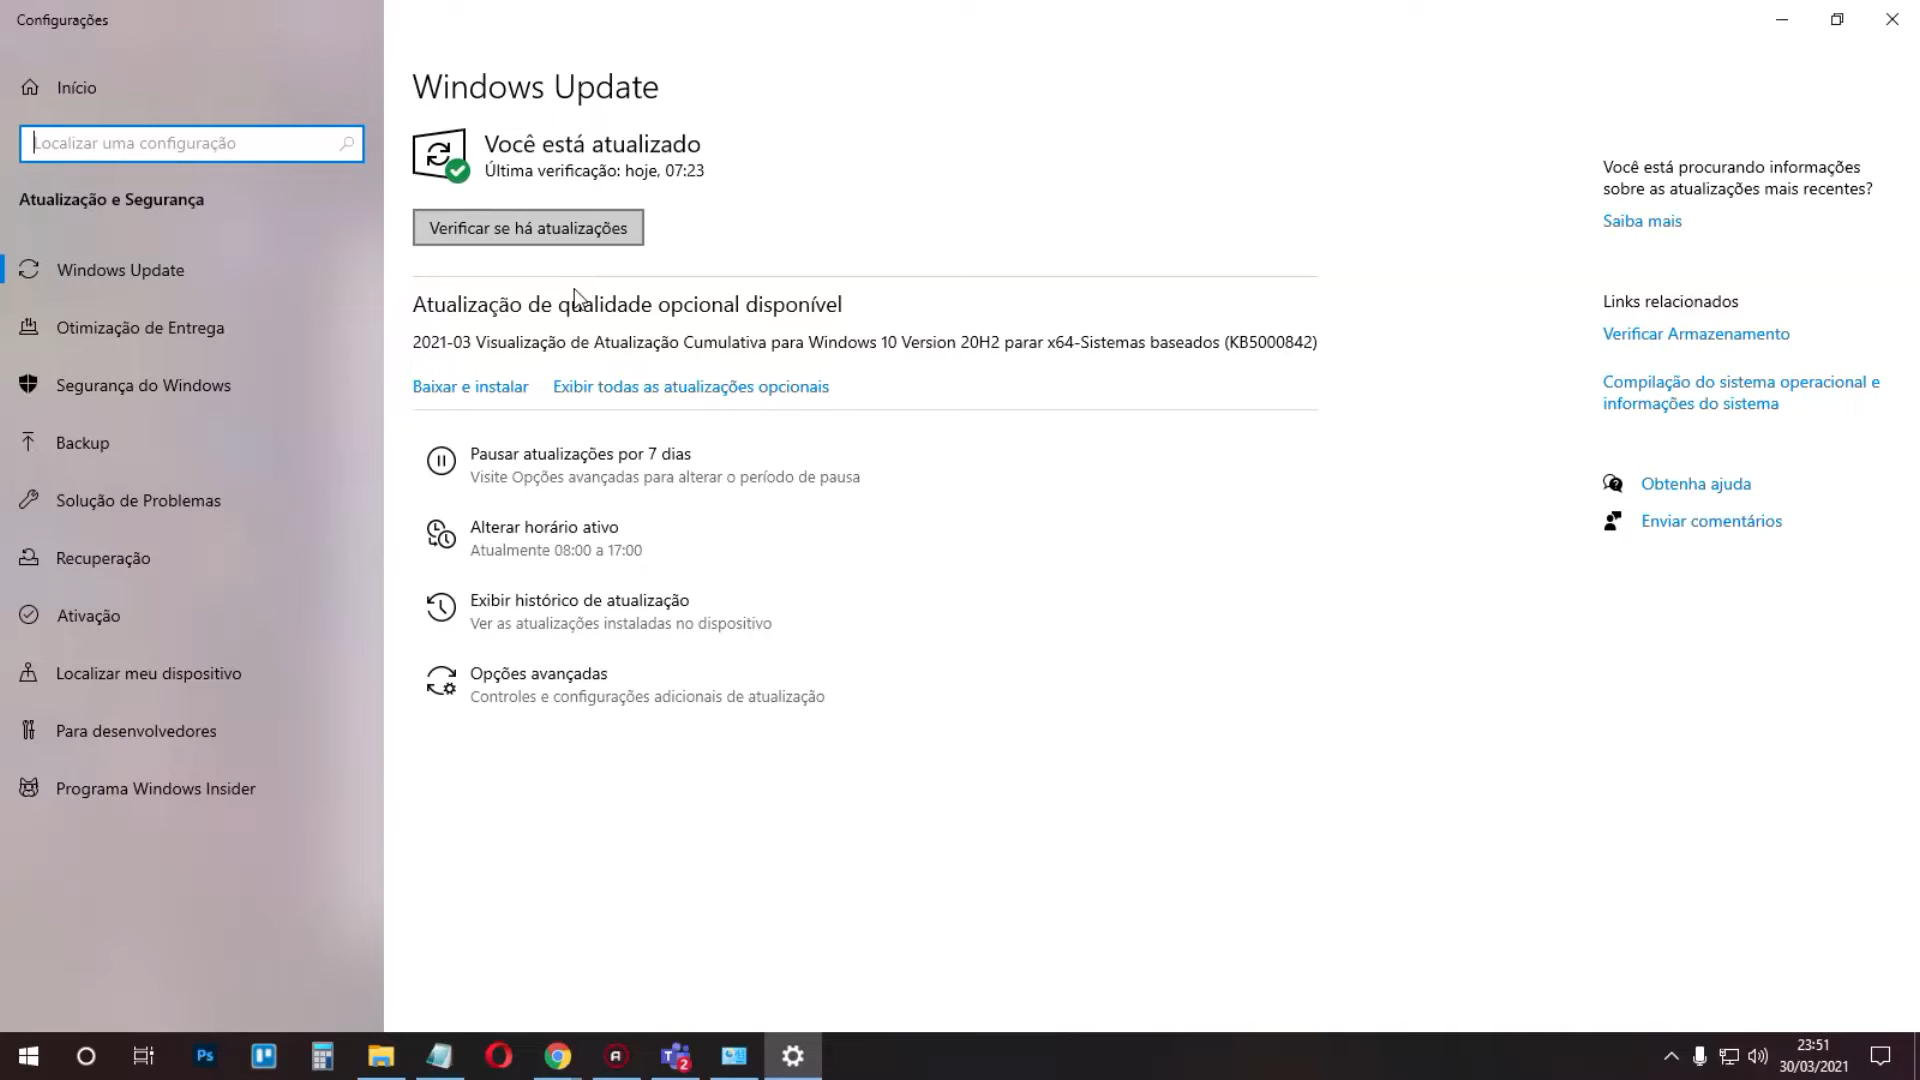 Configurações
Início
Localizar uma configuração
Atualização e Segurança
Windows Update
Otimização de Entrega
Segurança do Windows
Backup
Solução de Problemas
Recuperação
Ativação
Localizar meu dispositivo
Para desenvolvedores
Programa Windows Insider
Windows Update
Você está atualizado
Última verificação: hoje, 07:23
Verificar se há atualizações
Atualização de qualidade opcional disponível
2021-03 Visualização de Atualização Cumulativa para Windows 10 Version 20H2 parar x64-Sistemas baseados (KB5000842)
Baixar e instalar Exibir todas as atualizações opcionais
Pausar atualizações por 7 dias
Visite Opções avançadas para alterar o período de pausa
Alterar horário ativo
Atualmente 08:00 a 17:00
Exibir histórico de atualização
Ver as atualizações instaladas no dispositivo
Opções avançadas
Controles e configurações adicionais de atualização
Você está procurando informações
sobre as atualizações mais recentes?
Saiba mais
Links relacionados
Verificar Armazenamento
Compilação do sistema operacional e
informações do sistema
Obtenha ajuda
Enviar comentários
Ps
A
T 2
23:51
30/03/2021